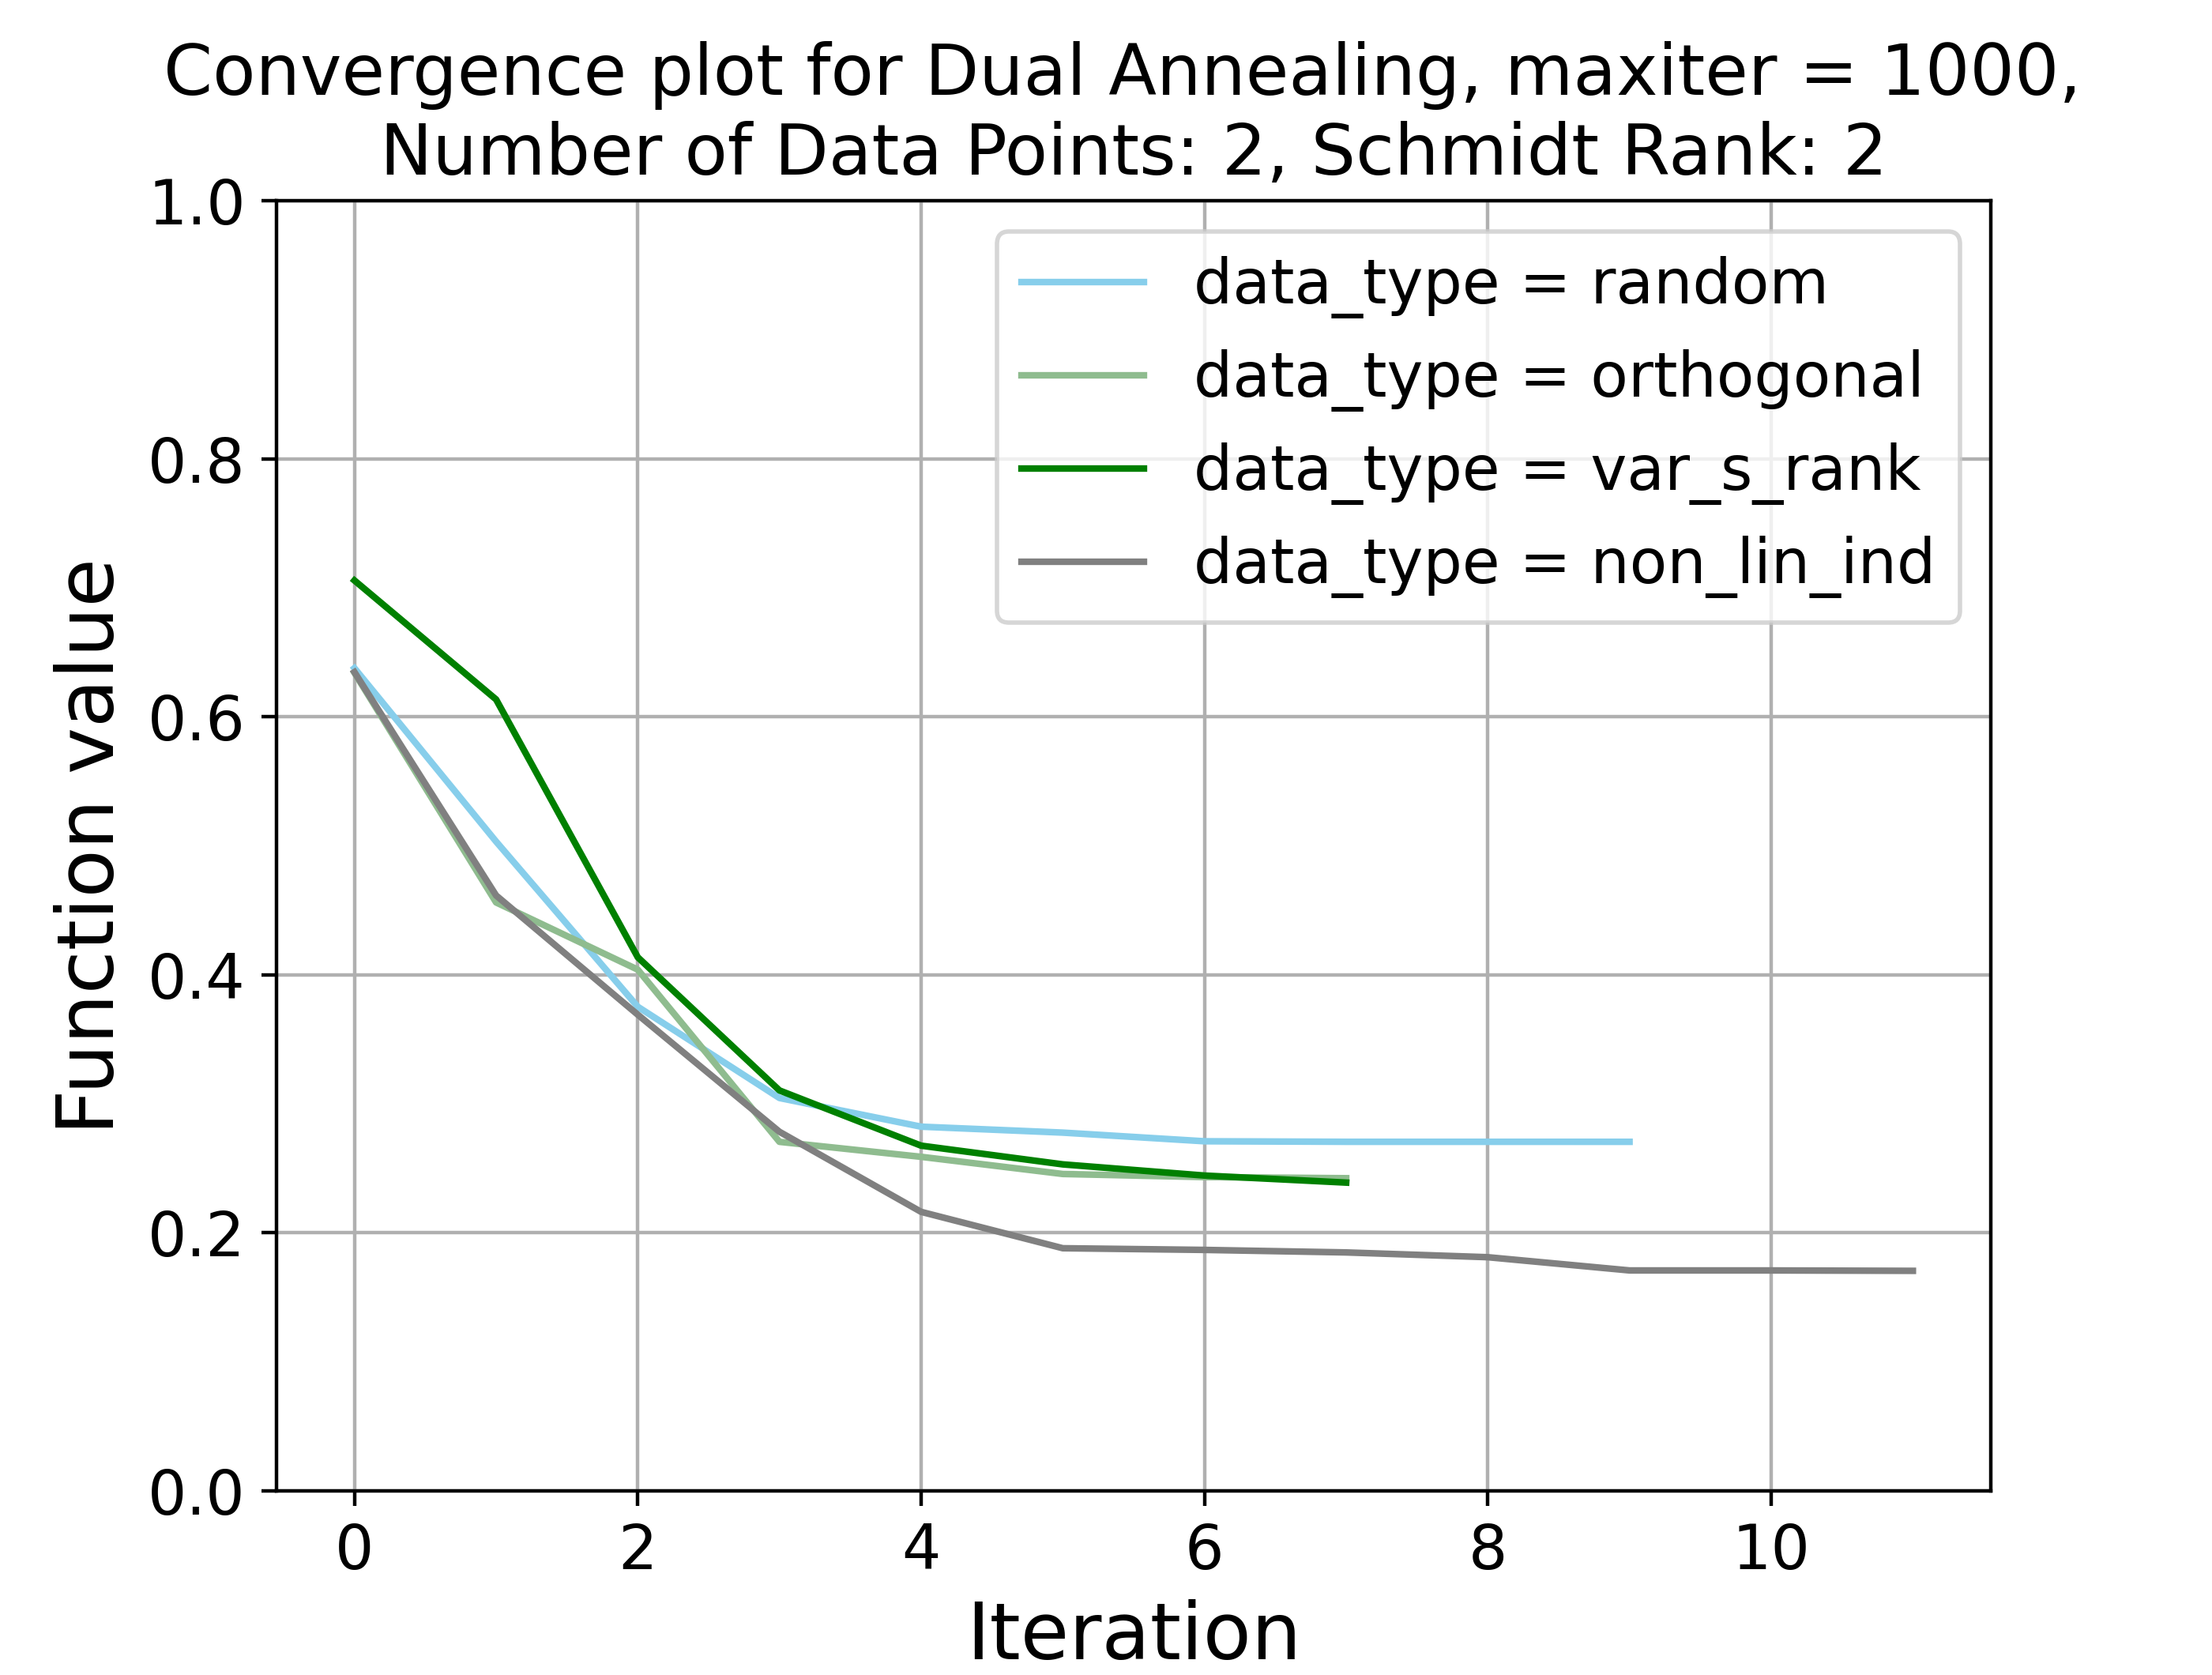 Convergence plot for Dual Annealing, maxiter = 1000,
Number of Data Points: 2, Schmidt Rank: 2
1.0
0.8
0.6
0.4
0.2
0.0
Function value
data_type = random
data_type = orthogonal
data_type = var_s_rank
data_type = non_lin_ind
0
2
4
6
8
10
Iteration